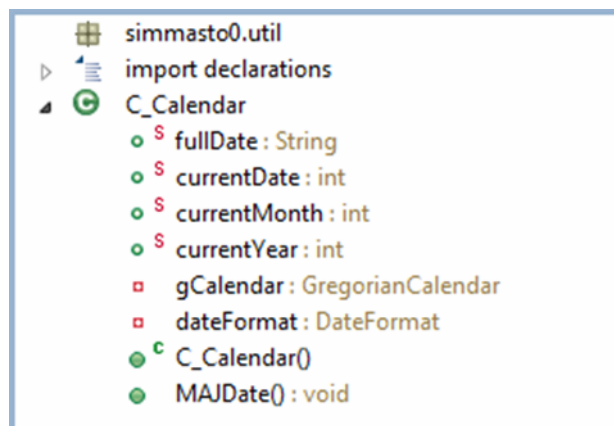 simmasto0.util
import declarations
C C_Calendar
S fullDate : String
S currentDate : int
S currentMonth : int
S currentYear : int
gCalendar : GregorianCalendar
dateFormat : DateFormat
C C_Calendar()
MAJDate() : void